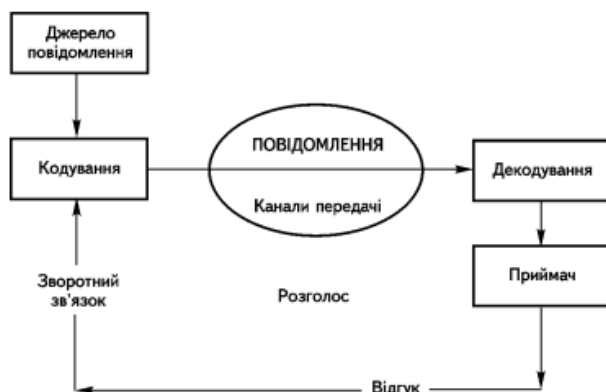 Джерело
повідомлення
Кодування
ПОВІДОМЛЕННЯ
Канали передачі
Декодування
Приймач
Зворотний
зв'язок
Розголос
Відгук